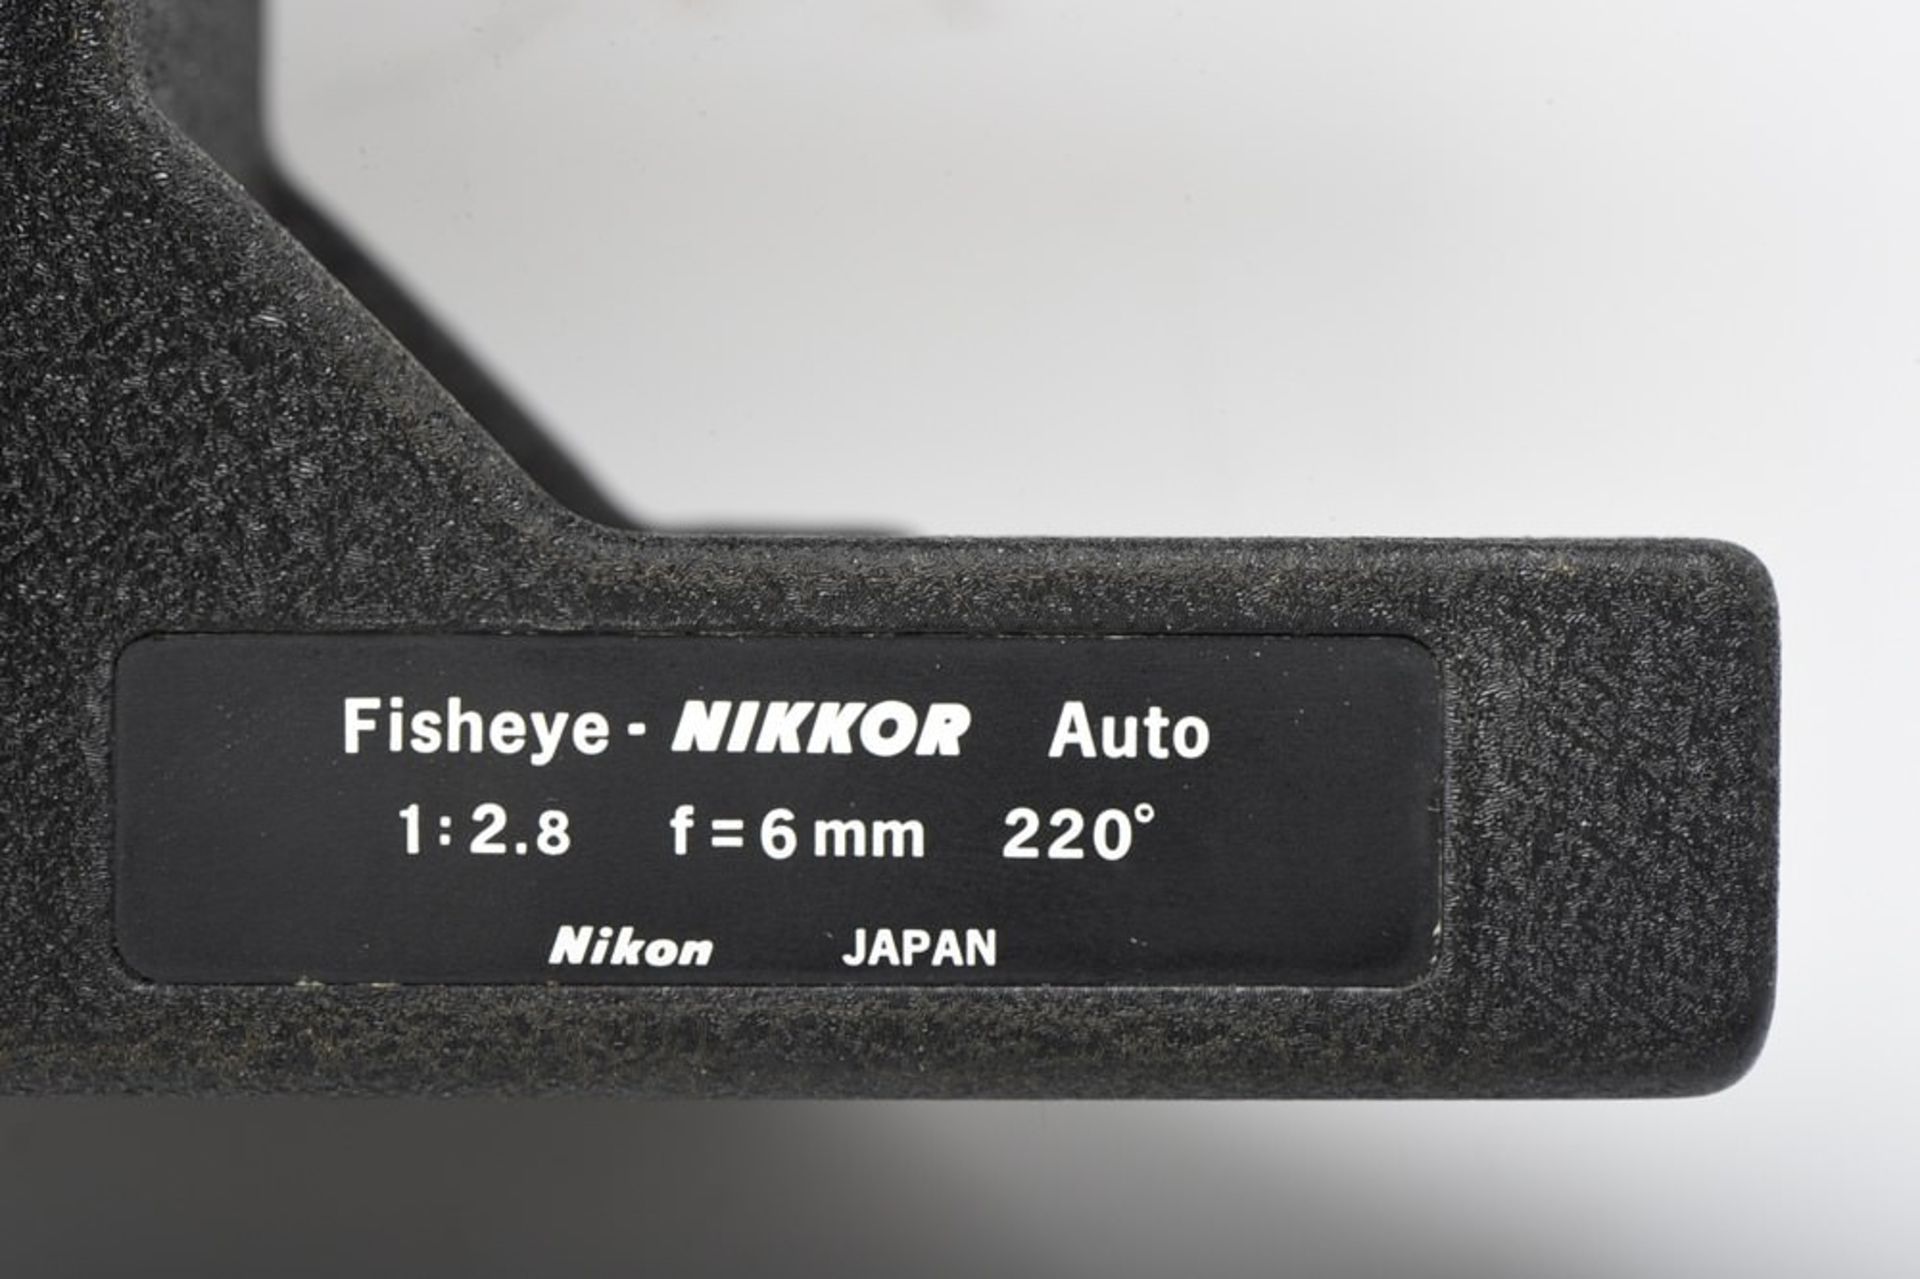 Fisheye-NIKKOR Auto
1:2.8 f=6mm 220°
Nikon JAPAN